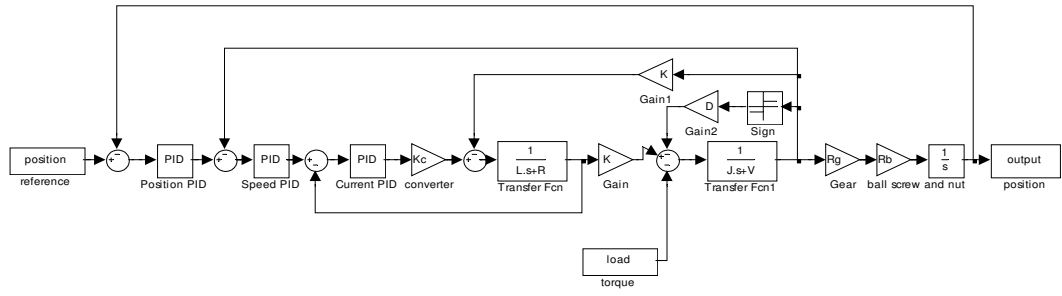 K
Gain1
D
Gain2
Sign
position
reference
PID
Position PID
PID
Speed PID
PID
Current PID
Kc
converter
1
L.s+R
Transfer Fcn
K
Gain
1
J.s+V
Transfer Fcn1
Rg
Gear
Rb
ball screw and nut
1
s
output
position
load
torque